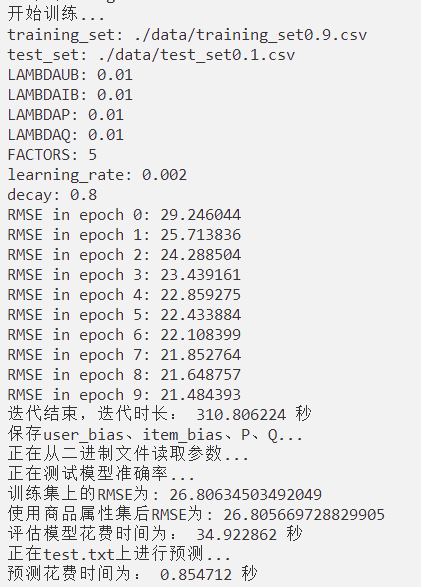 开始训练...
training_set: ./data/training_set0.9.csv
test_set: ./data/test_set0.1.csv
LAMBDAUB: 0.01
LAMBDAIB: 0.01
LAMBDAP: 0.01
LAMBDAQ: 0.01
FACTORS: 5
learning_rate: 0.002
decay: 0.8
RMSE in epoch 0: 29.246044
RMSE in epoch 1: 25.713836
RMSE in epoch 2: 24.288504
RMSE in epoch 3: 23.439161
RMSE in epoch 4: 22.859275
RMSE in epoch 5: 22.433884
RMSE in epoch 6: 22.108399
RMSE in epoch 7: 21.852764
RMSE in epoch 8: 21.648757
RMSE in epoch 9: 21.484393
迭代结束，迭代时长： 310.806224 秒
保存user_bias、item_bias、P、Q...
正在从二进制文件读取参数...
正在测试模型准确率...
训练集上的RMSE为: 26.80634503492049
使用商品属性集后RMSE为: 26.805669728829905
评估模型花费时间为： 34.922862 秒
正在test.txt上进行预测...
预测花费时间为： 0.854712 秒